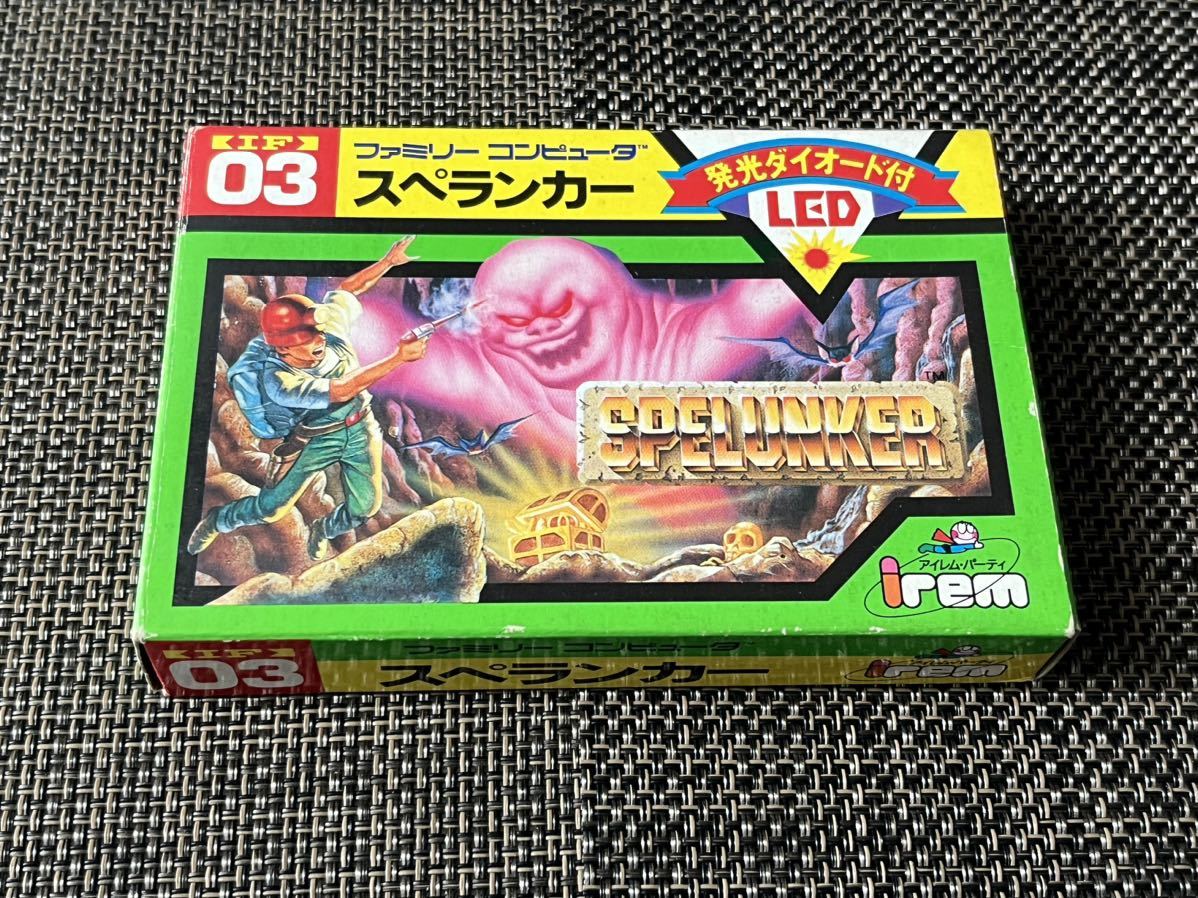 IF
03
ファミリー コンピュータ™
スペランカー
発光ダイオード付
LED
SPELUNKER™
アイレム・パーティ
irem
IF
03
ファミリー コンピュータ™
スペランカー
irem